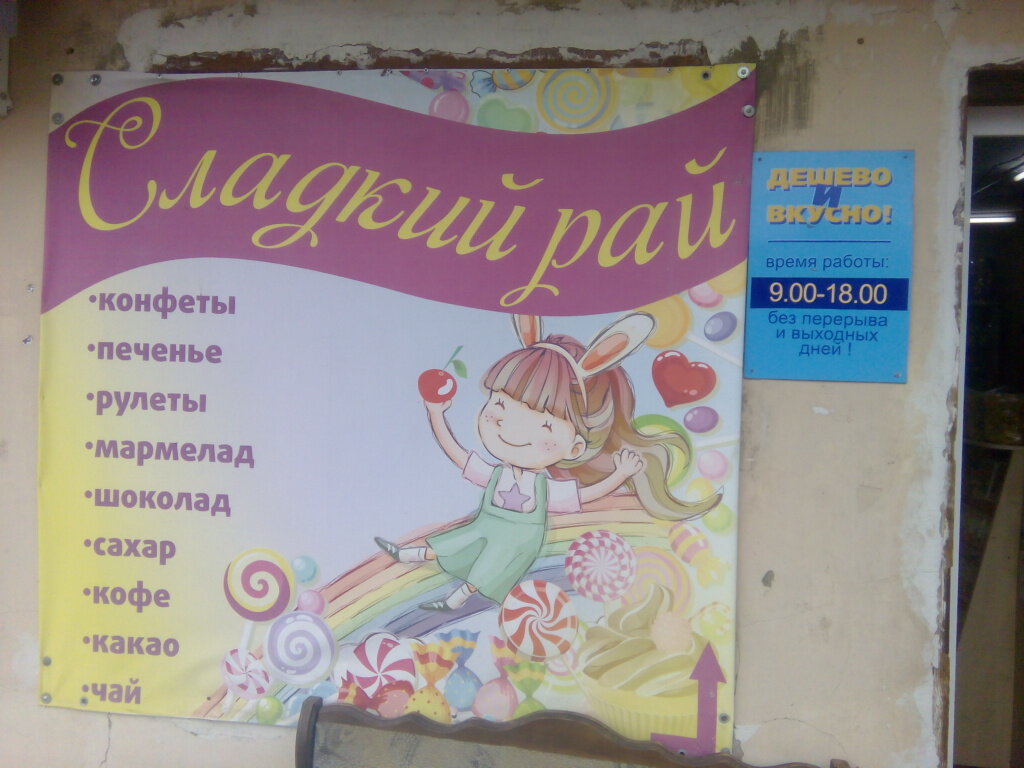 Сладкий рай
•конфеты
•печенье
•рулеты
•мармелад
•шоколад
•сахар
•кофе
•какао
•чай
ДЕШЕВО
И
ВКУСНО!
время работы:
9.00-18.00
без перерыва
и выходных
дней !